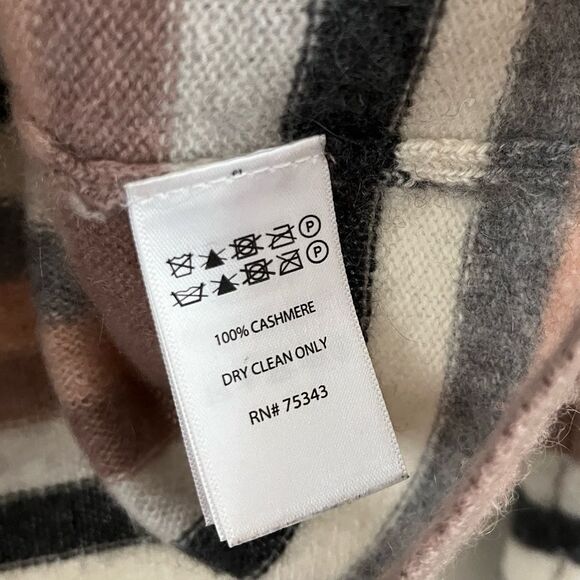 P
P
100% CASHMERE
DRY CLEAN ONLY
RN# 75343